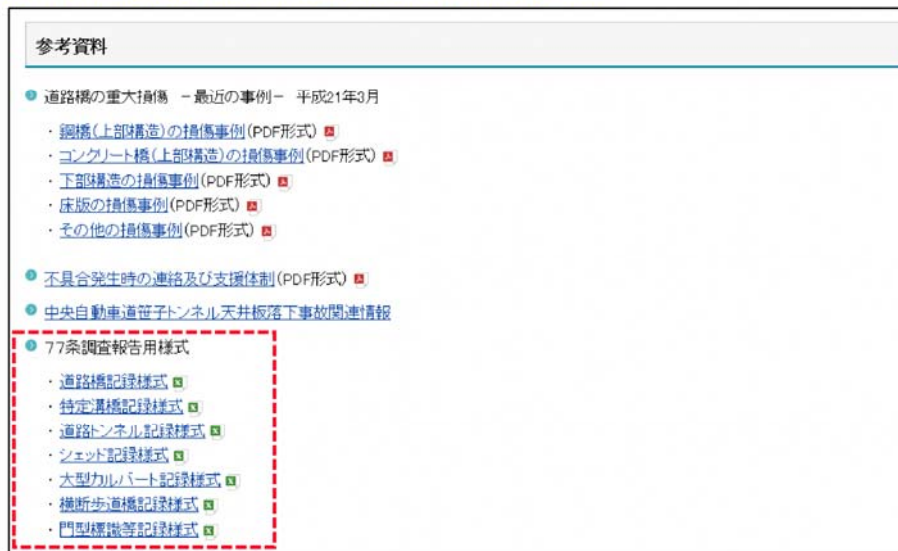 参考資料
道路橋の重大損傷 －最近の事例－ 平成21年3月
・鋼橋(上部構造)の損傷事例(PDF形式)
・コンクリート橋(上部構造)の損傷事例(PDF形式)
・下部構造の損傷事例(PDF形式)
・床版の損傷事例(PDF形式)
・その他の損傷事例(PDF形式)
不具合発生時の連絡及び支援体制(PDF形式)
中央自動車道笹子トンネル天井板落下事故関連情報
77条調査報告用様式
・道路橋記録様式
・特定溝橋記録様式
・道路トンネル記録様式
・シェッド記録様式
・大型カルバート記録様式
・横断歩道橋記録様式
・門型標識等記録様式